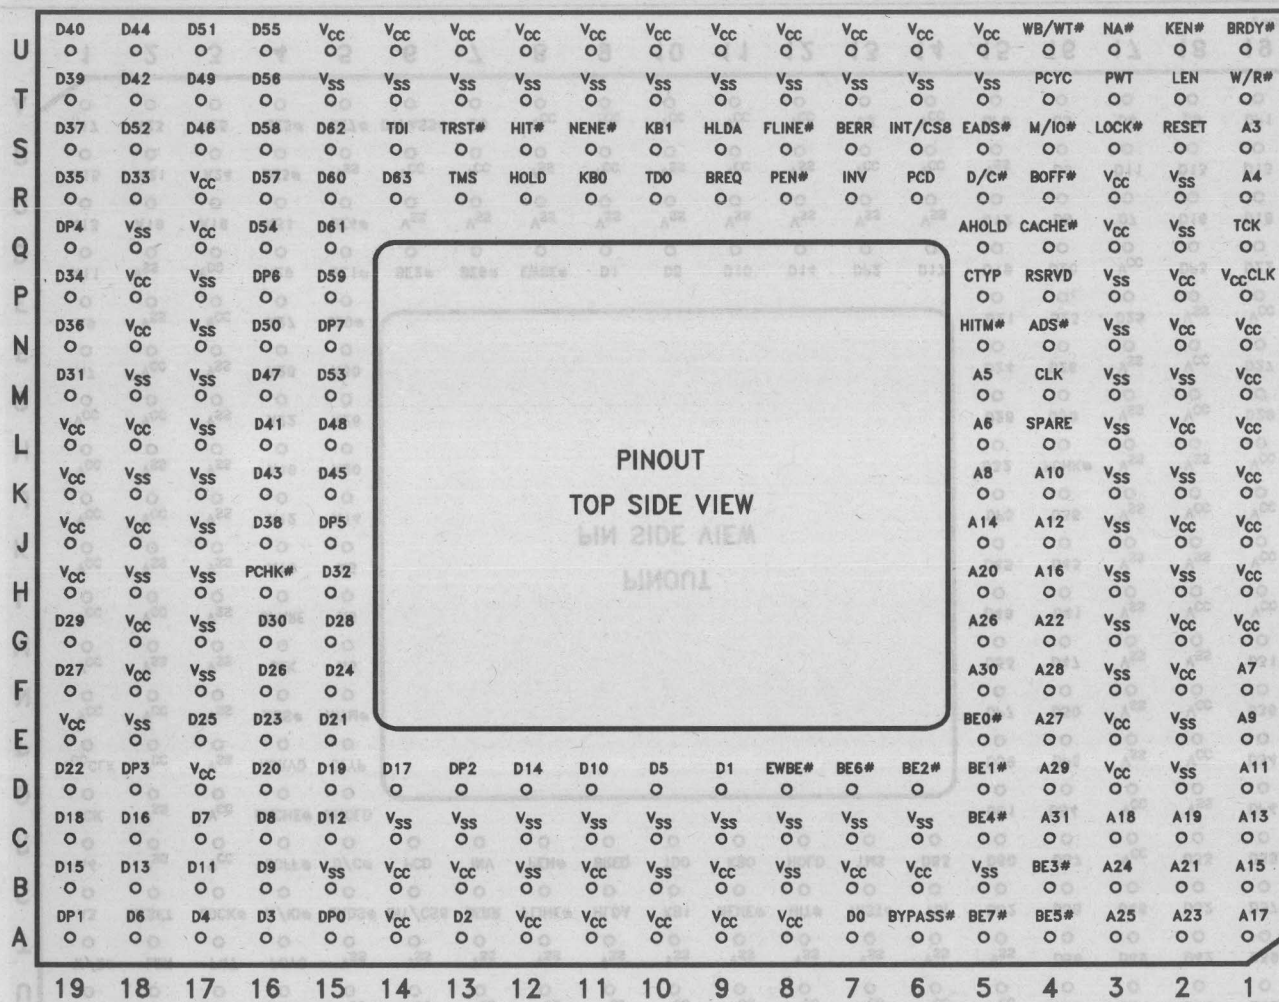 D40 D44 D51 D55 VCC VCC VCC VCC VCC VCC VCC VCC VCC VCC VCC WB/WT# NA# KEN# BRDY#
U
D39 D42 D49 D56 VSS VSS VSS VSS VSS VSS VSS VSS VSS VSS VSS PCYC PWT LEN W/R#
T
D37 D52 D46 D58 D62 TDI TRST# HIT# NENE# KB1 HLDA FLINE# BERR INT/CS8 EADS# M/IO# LOCK# RESET A3
S
D35 D33 VCC D57 D60 D63 TMS HOLD KB0 TDO BREQ PEN# INV PCD D/C# BOFF# VCC VSS A4
R
DP4 VSS VCC D54 D61 AHOLD CACHE# VCC VSS TCK
Q
D34 VCC VSS DP6 D59 CTYP RSRVD VSS VCC VCCCLK
P
D36 VCC VSS D50 DP7 HITM# ADS# VSS VCC VCC
N
D31 VSS VSS D47 D53 A5 CLK VSS VSS VCC
M
VCC VCC VSS D41 D48 A6 SPARE VSS VCC VCC
L
PINOUT
VCC VSS VSS D43 D45 A8 A10 VSS VSS VCC
K
TOP SIDE VIEW
VCC VCC VSS D38 DP5 A14 A12 VSS VCC VCC
J
VCC VSS VSS PCHK# D32 A20 A16 VSS VSS VCC
H
D29 VCC VSS D30 D28 A26 A22 VSS VCC VCC
G
D27 VCC VSS D26 D24 A30 A28 VSS VCC A7
F
VCC VSS D25 D23 D21 BE0# A27 VCC VSS A9
E
D22 DP3 VCC D20 D19 D17 DP2 D14 D10 D5 D1 EWBE# BE6# BE2# BE1# A29 VCC VSS A11
D
D18 D16 D7 D8 D12 VSS VSS VSS VSS VSS VSS VSS VSS VSS BE4# A31 A18 A19 A13
C
D15 D13 D11 D9 VSS VCC VCC VSS VCC VSS VSS VSS VCC VCC VSS BE3# A24 A21 A15
B
DP1 D6 D4 D3 DP0 VCC D2 VCC VCC VCC VCC VCC D0 BYPASS# BE7# BE5# A25 A23 A17
A
19 18 17 16 15 14 13 12 11 10 9 8 7 6 5 4 3 2 1